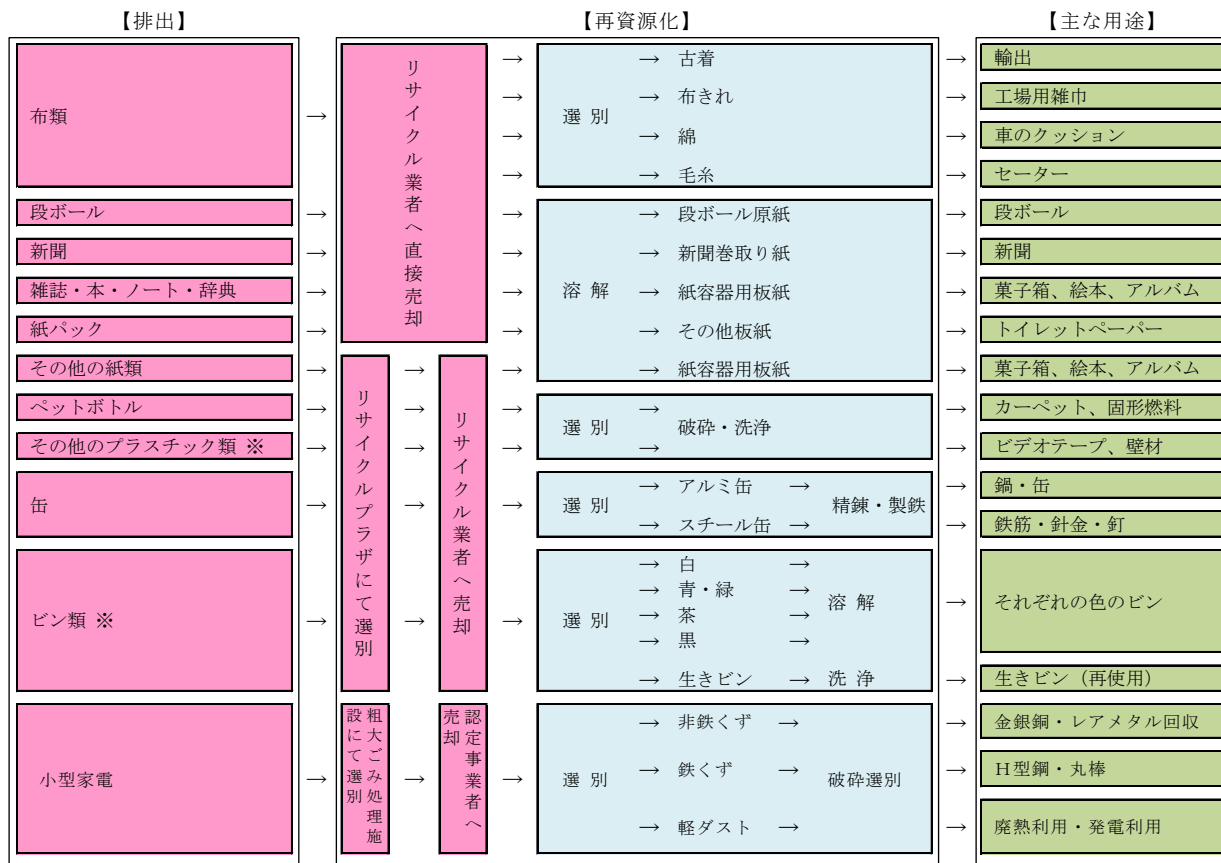 【排出】 【再資源化】 【主な用途】
布類 → リサイクル業者へ直接売却 → 選 別 → 古着 → 輸出
→ → 布きれ → 工場用雑巾
→ → 綿 → 車のクッション
→ → 毛糸 → セーター
段ボール → → 溶 解 → 段ボール原紙 → 段ボール
新聞 → → → 新聞巻取り紙 → 新聞
雑誌・本・ノート・辞典 → → → 紙容器用板紙 → 菓子箱、絵本、アルバム
紙パック → → → その他板紙 → トイレットペーパー
その他の紙類 → リサイクルプラザにて選別 → リサイクル業者へ売却 → → 紙容器用板紙 → 菓子箱、絵本、アルバム
ペットボトル → → → 選 別 → 破砕・洗浄 → カーペット、固形燃料
その他のプラスチック類 ※ → → → → → ビデオテープ、壁材
缶 → → → 選 別 → アルミ缶 → 精錬・製鉄 → 鍋・缶
→ スチール缶 → → 鉄筋・針金・釘
ビン類 ※ → → → 選 別 → 白 → 溶 解 → それぞれの色のビン
→ 青・緑 →
→ 茶 →
→ 黒 →
→ 生きビン → 洗 浄 → 生きビン（再使用）
小型家電 → 粗大ごみ処理施設にて選別 → 認定事業者へ売却 → 選 別 → 非鉄くず → 破砕選別 → 金銀銅・レアメタル回収
→ 鉄くず → → H型鋼・丸棒
→ 軽ダスト → → 廃熱利用・発電利用